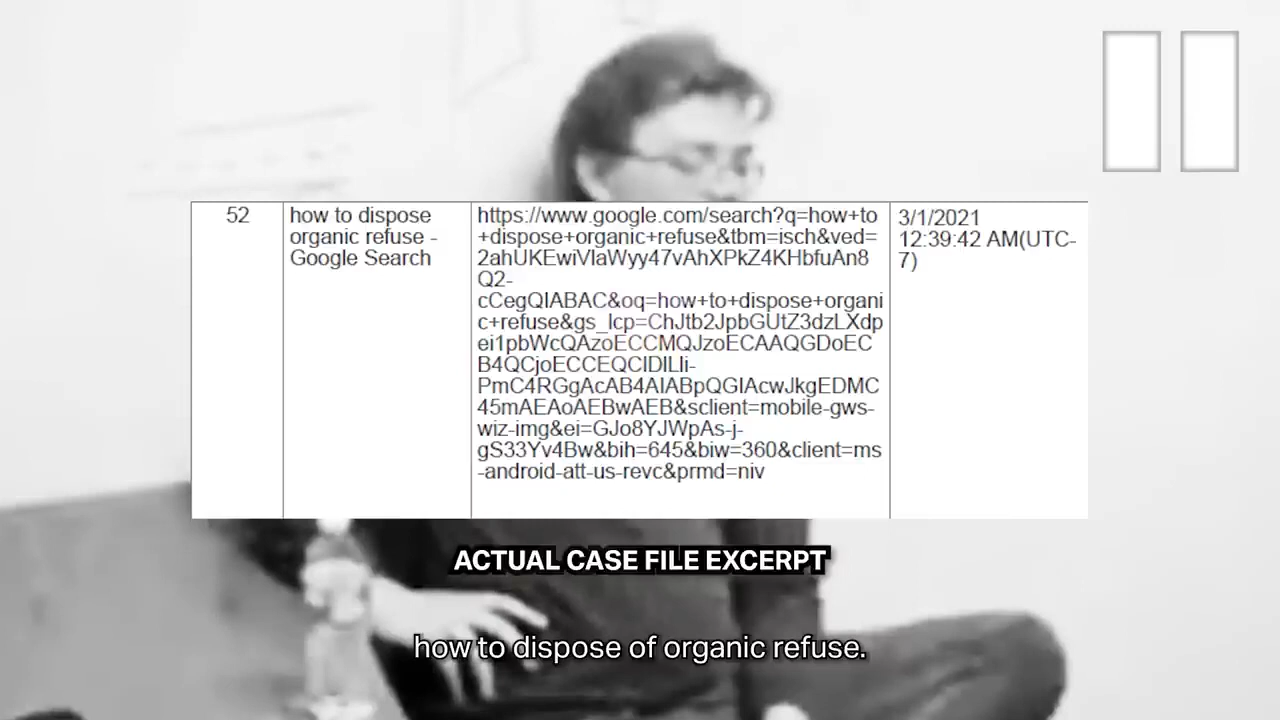 52
how to dispose
organic refuse -
Google Search
https://www.google.com/search?q=how+to
+dispose+organic+refuse&tbm=isch&ved=
2ahUKEwiVlaWyy47vAhXPkZ4KHbfuAn8
Q2-
cCegQIABAC&oq=how+to+dispose+organi
c+refuse&gs_lcp=ChJtb2JpbGUtZ3dzLXdp
ei1pbWcQAzoECCMQJzoECAAQGDoEC
B4QCjoECCEQClDlLli-
PmC4RGgAcAB4AIABpQGIAcwJkgEDMC
45mAEAoAEBwAEB&sclient=mobile-gws-
wiz-img&ei=GJo8YJWpAs-j-
gS33Yv4Bw&bih=645&biw=360&client=ms
-android-att-us-revc&prmd=niv
3/1/2021
12:39:42 AM(UTC-
7)
ACTUAL CASE FILE EXCERPT
how to dispose of organic refuse.